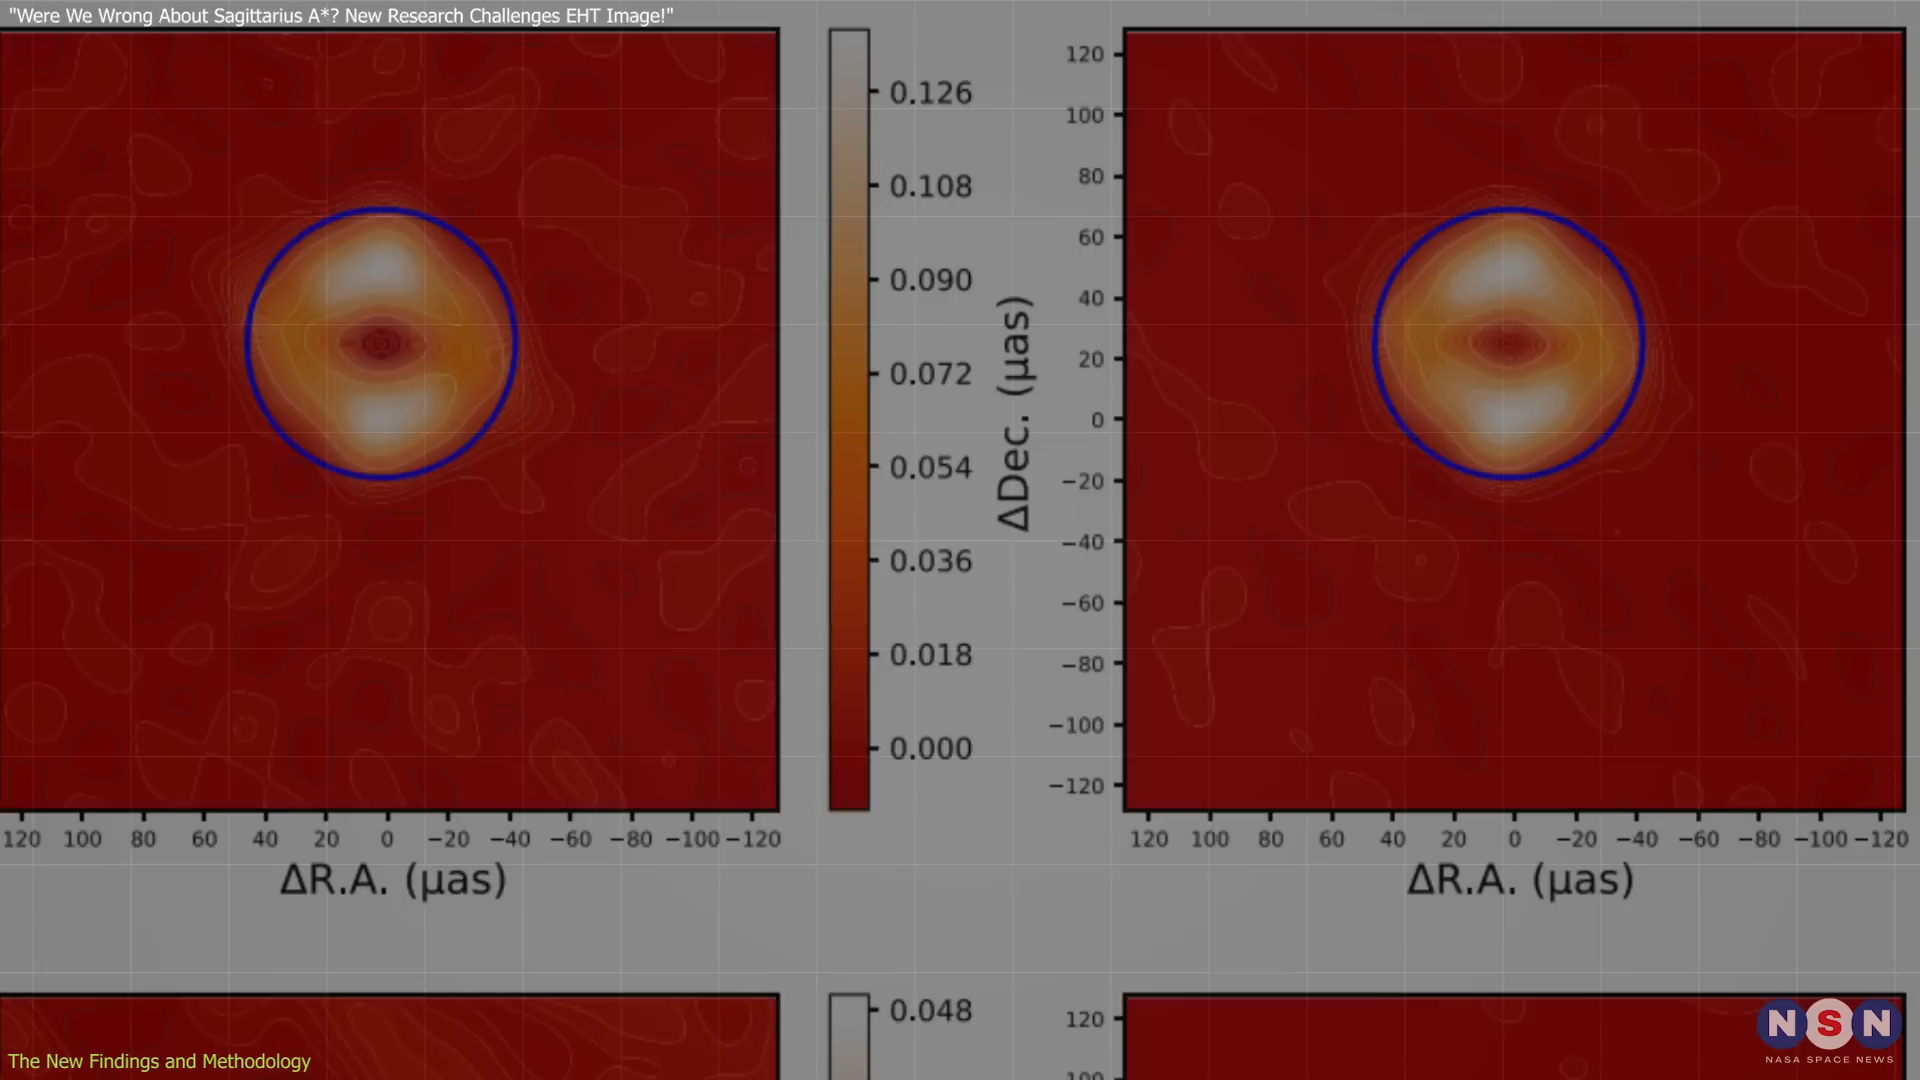 "Were We Wrong About Sagittarius A*? New Research Challenges EHT Image!"
0.126
0.108
0.090
0.072
0.054
0.036
0.018
0.000
ΔDec. (μas)
120
100
80
60
40
20
0
−20
−40
−60
−80
−100
−120
120 100 80 60 40 20 0 −20 −40 −60 −80 −100 −120
ΔR.A. (μas)
120 100 80 60 40 20 0 −20 −40 −60 −80 −100 −120
ΔR.A. (μas)
0.048
120
100
The New Findings and Methodology
NSN
NASA SPACE NEWS